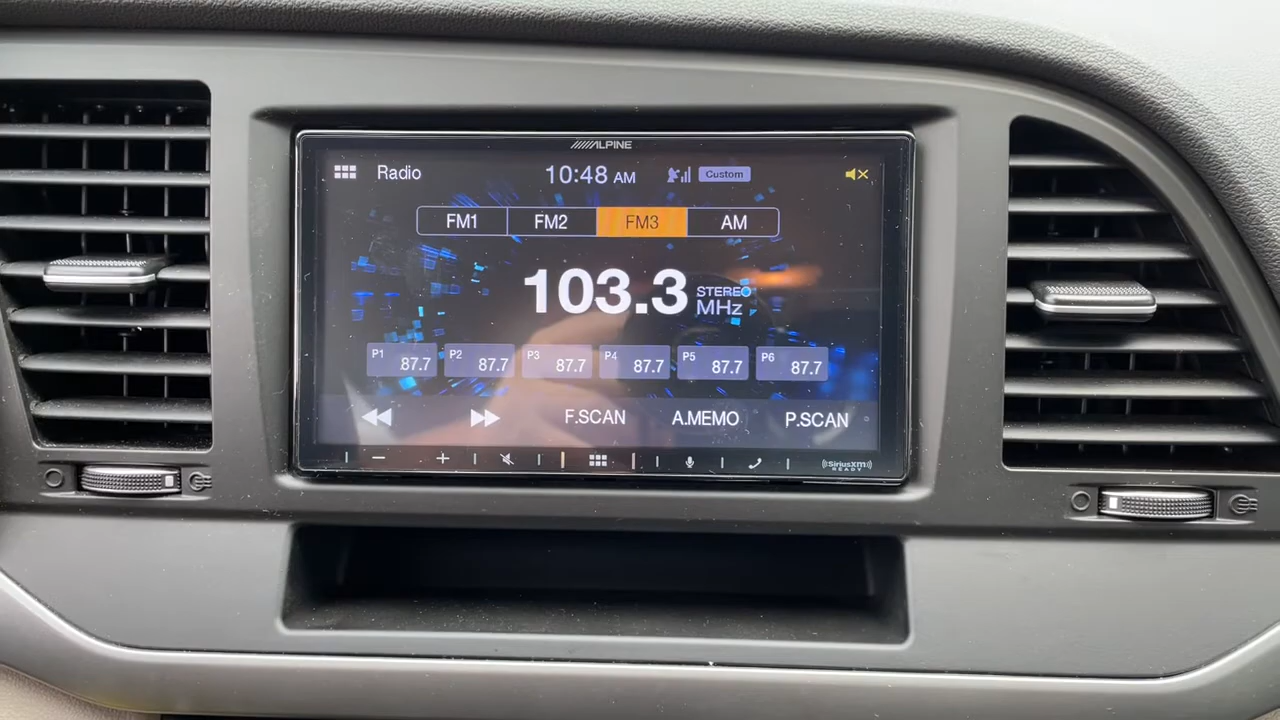 ALPINE
Radio 10:48 AM Custom
FM1 FM2 FM3 AM
103.3 STEREO MHz
P1 87.7 P2 87.7 P3 87.7 P4 87.7 P5 87.7 P6 87.7
F.SCAN A.MEMO P.SCAN
SiriusXM
READY